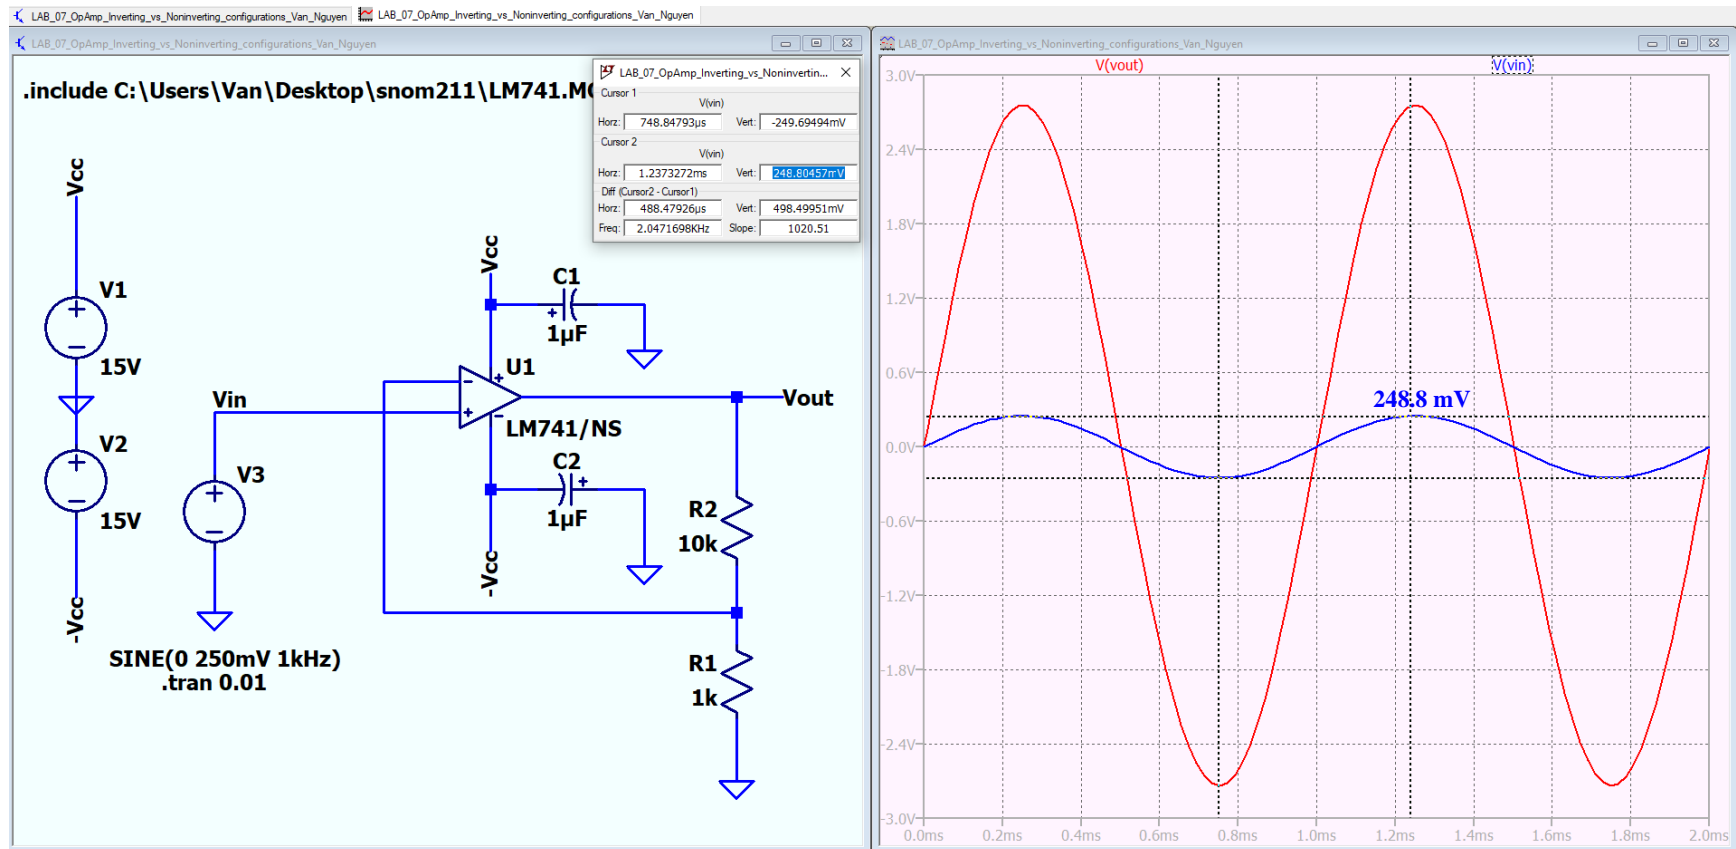 LAB_07_OpAmp_Inverting_vs_Noninverting_configurations_Van_Nguyen
LAB_07_OpAmp_Inverting_vs_Noninverting_configurations_Van_Nguyen
LAB_07_OpAmp_Inverting_vs_Noninverting_configurations_Van_Nguyen
.include C:\Users\Van\Desktop\snom211\LM741.M
LAB_07_OpAmp_Inverting_vs_Noninvertin...
Cursor 1
V(vin)
Horz: 748.84793µs Vert: -249.69494mV
Cursor 2
V(vin)
Horz: 1.2373272ms Vert: 248.80457mV
Diff (Cursor2 - Cursor1)
Horz: 488.47926µs Vert: 498.49951mV
Freq: 2.0471698KHz Slope: 1020.51
Vcc
V1
15V
V2
15V
-Vcc
Vin
V3
SINE(0 250mV 1kHz)
.tran 0.01
Vcc
C1
1µF
U1
LM741/NS
C2
1µF
-Vcc
Vout
R2
10k
R1
1k
LAB_07_OpAmp_Inverting_vs_Noninverting_configurations_Van_Nguyen
V(vout) V(vin)
3.0V
2.4V
1.8V
1.2V
0.6V
0.0V
-0.6V
-1.2V
-1.8V
-2.4V
-3.0V
248.8 mV
0.0ms 0.2ms 0.4ms 0.6ms 0.8ms 1.0ms 1.2ms 1.4ms 1.6ms 1.8ms 2.0ms